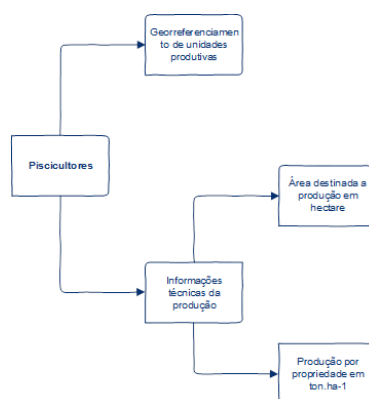 Georreferenciamen
to de unidades
produtivas
Piscicultores
Área destinada a
produção em
hectare
Informações
técnicas da
produção
Produção por
propriedade em
ton.ha-1